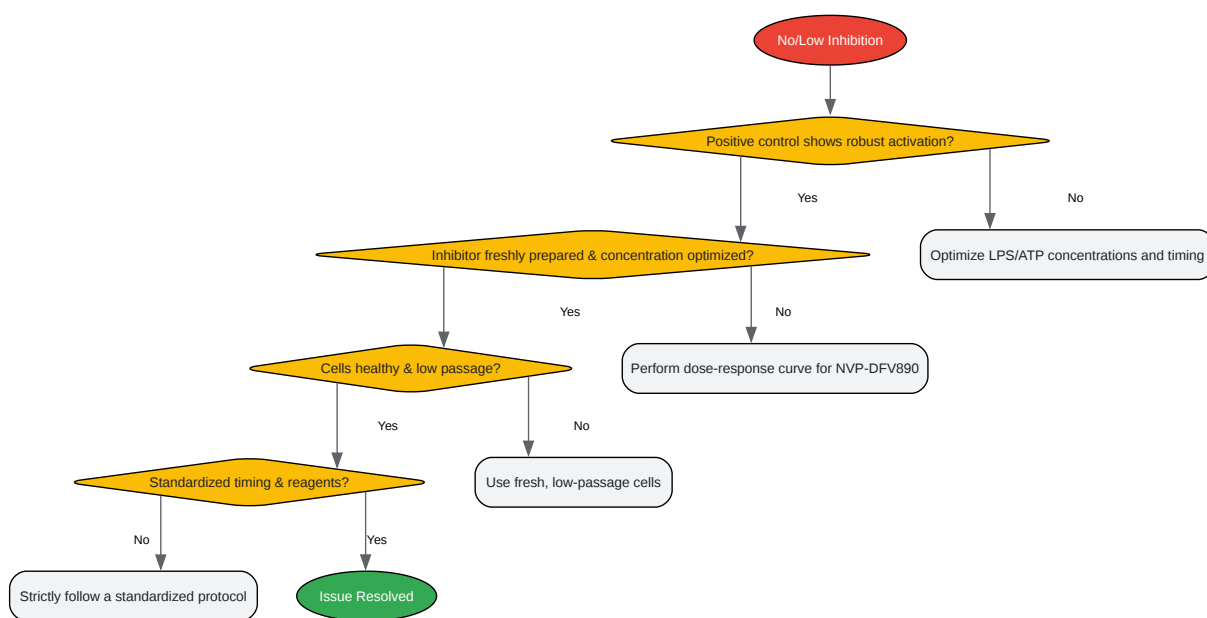 No/Low Inhibition
Positive control shows robust activation?
Yes
No
Inhibitor freshly prepared & concentration optimized?
Optimize LPS/ATP concentrations and timing
Yes
No
Cells healthy & low passage?
Perform dose-response curve for NVP-DFV890
Yes
No
Standardized timing & reagents?
Use fresh, low-passage cells
No
Yes
Strictly follow a standardized protocol
Issue Resolved